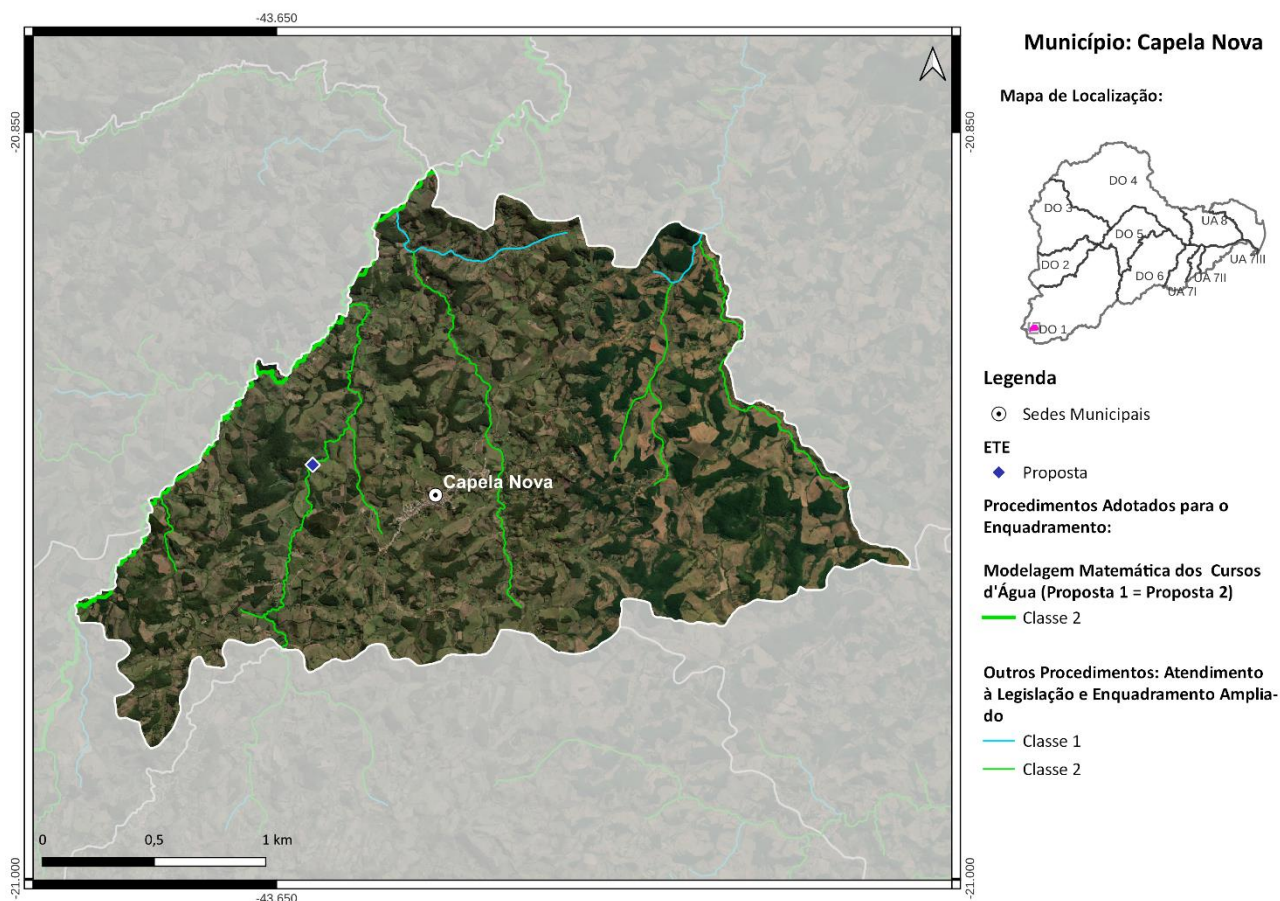 -43.650
Município: Capela Nova
Mapa de Localização:
-20.850
-20.850
DO 4
DO 3
UA 8
DO 5
UA 7III
DO 2
DO 6
UA 7II
UA 7I
DO 1
Legenda
Sedes Municipais
ETE
Proposta
Capela Nova
Procedimentos Adotados para o
Enquadramento:
Modelagem Matemática dos Cursos
d'Água (Proposta 1 = Proposta 2)
Classe 2
Outros Procedimentos: Atendimento
à Legislação e Enquadramento Amplia-
do
Classe 1
Classe 2
0 0,5 1 km
-21.000
-21.000
-43.650